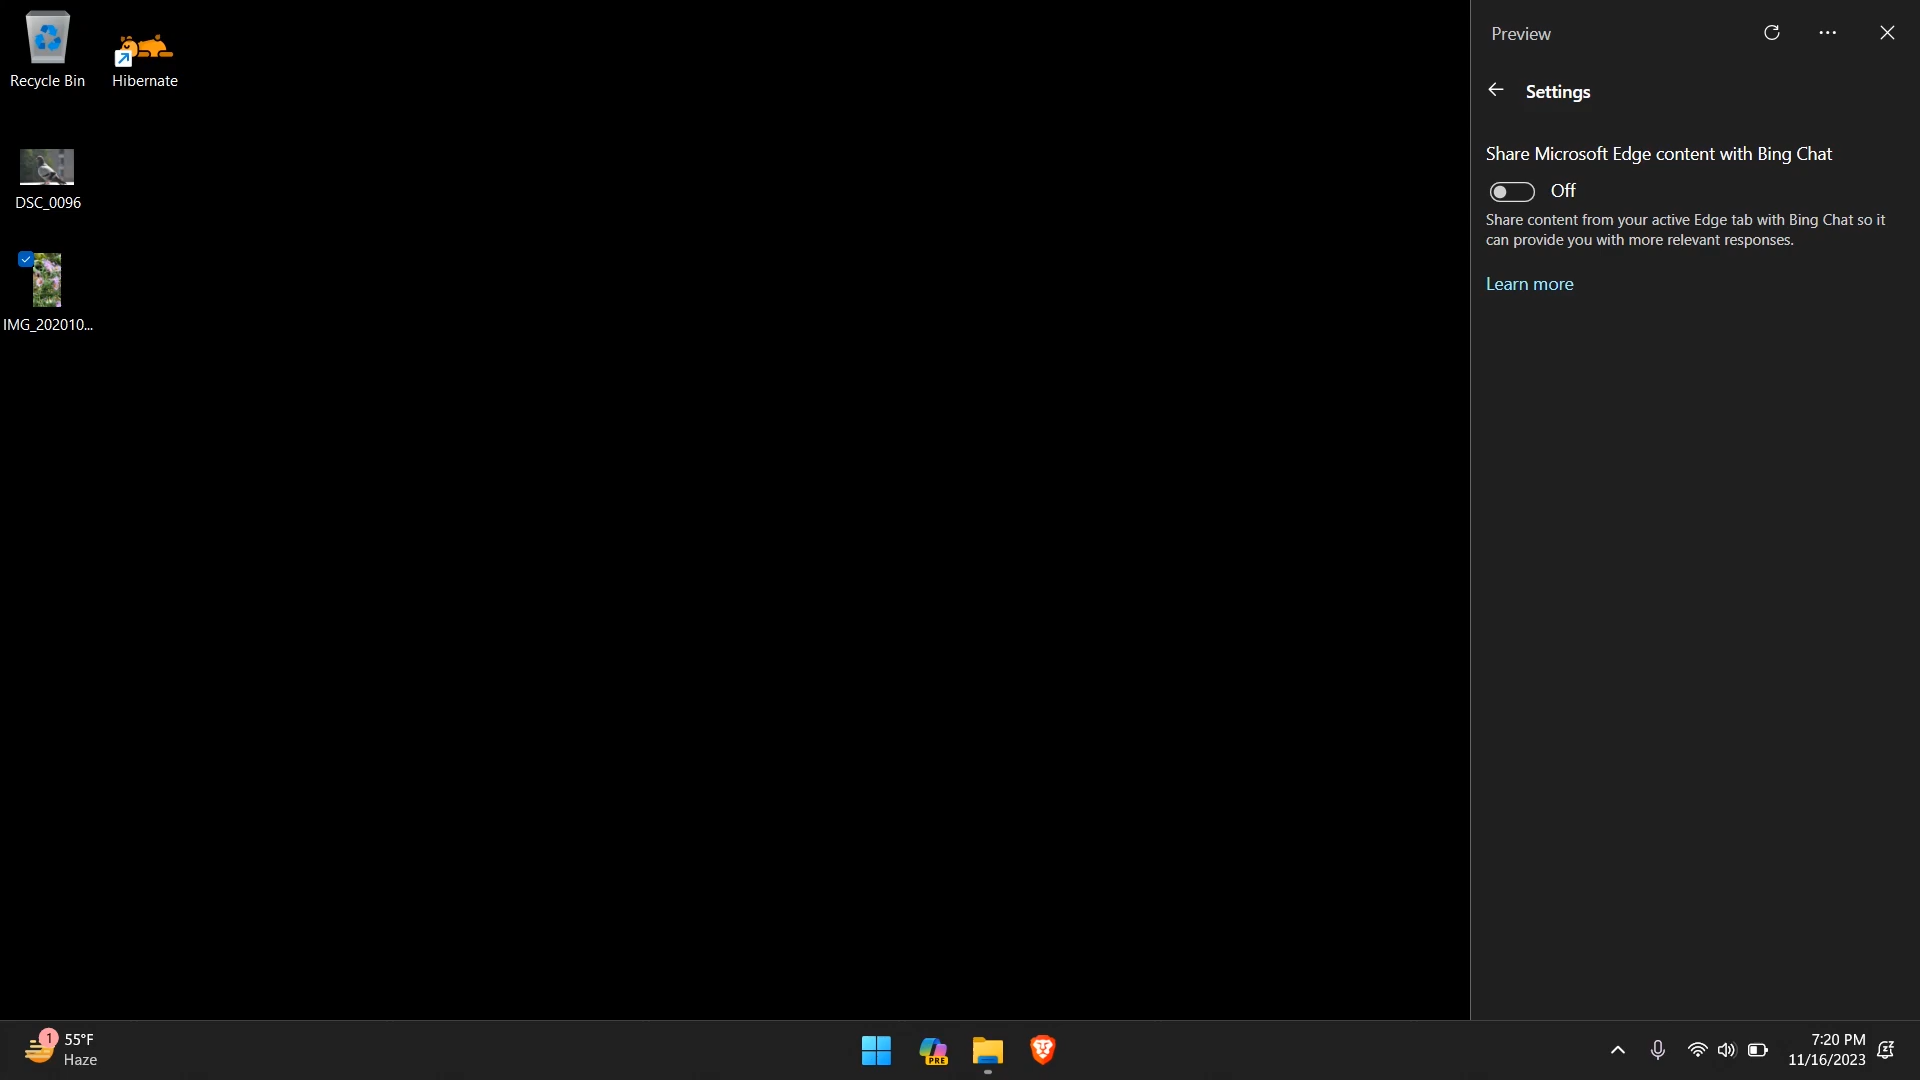 Recycle Bin
Hibernate
DSC_0096
IMG_202010...
Preview
Settings
Share Microsoft Edge content with Bing Chat
Off
Share content from your active Edge tab with Bing Chat so it
can provide you with more relevant responses.
Learn more
1
55°F
Haze
PRE
7:20 PM
11/16/2023